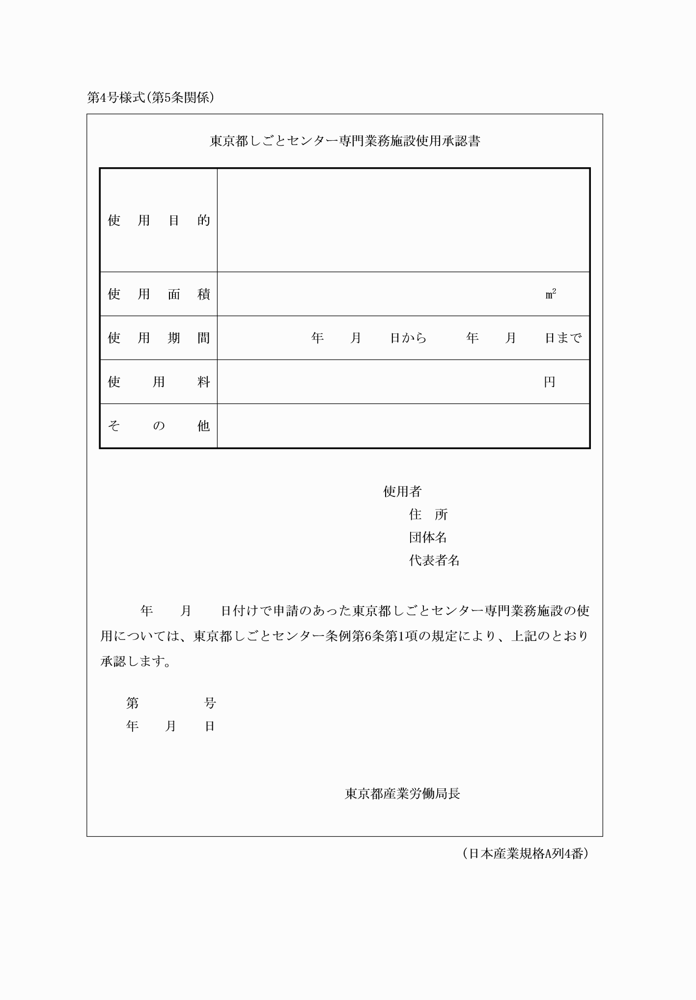 第4号様式(第5条関係)
東京都しごとセンター専門業務施設使用承認書
使用目的
使用面積 m²
使用期間 年 月 日から 年 月 日まで
使用料 円
その他
使用者
住 所
団体名
代表者名
年 月 日付けで申請のあった東京都しごとセンター専門業務施設の使
用については、東京都しごとセンター条例第6条第1項の規定により、上記のとおり
承認します。
第 号
年 月 日
東京都産業労働局長
(日本産業規格A列4番)